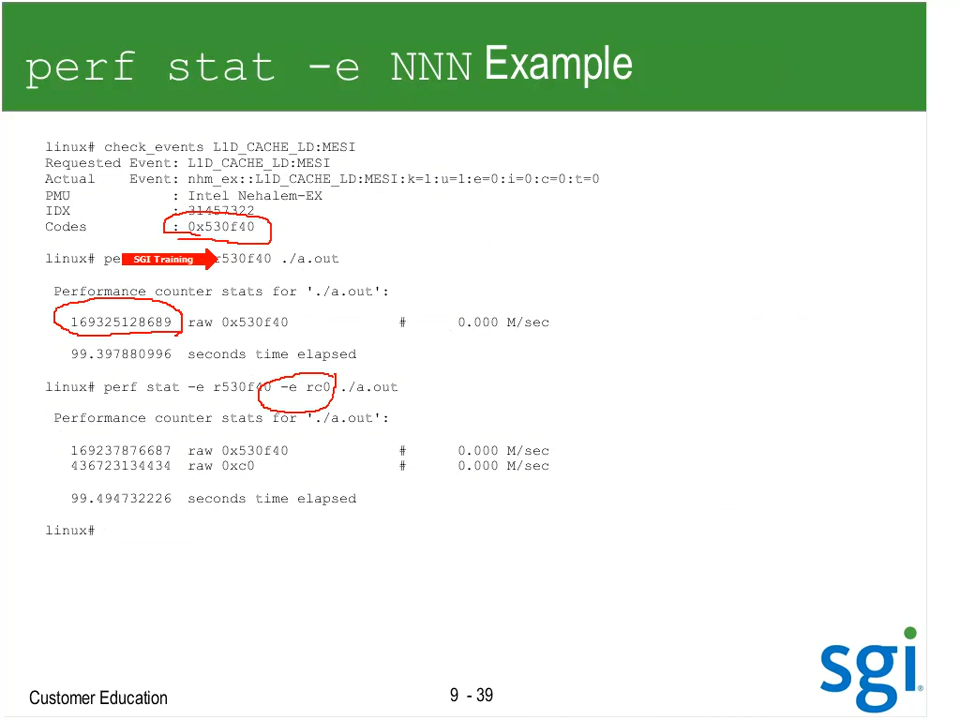 perf stat -e NNN Example
linux# check_events L1D_CACHE_LD:MESI
Requested Event: L1D_CACHE_LD:MESI
Actual    Event: nhm_ex::L1D_CACHE_LD:MESI:k=1:u=1:e=0:i=0:c=0:t=0
PMU             : Intel Nehalem-EX
IDX             : 31457322
Codes           : 0x530f40
linux# pe SGI Training r530f40 ./a.out
Performance counter stats for './a.out':
169325128689  raw 0x530f40             #      0.000 M/sec
99.397880996  seconds time elapsed
linux# perf stat -e r530f40 -e rc0 ./a.out
Performance counter stats for './a.out':
169237876687  raw 0x530f40             #      0.000 M/sec
436723134434  raw 0xc0                 #      0.000 M/sec
99.494732226  seconds time elapsed
linux#
sgi®
Customer Education
9 - 39